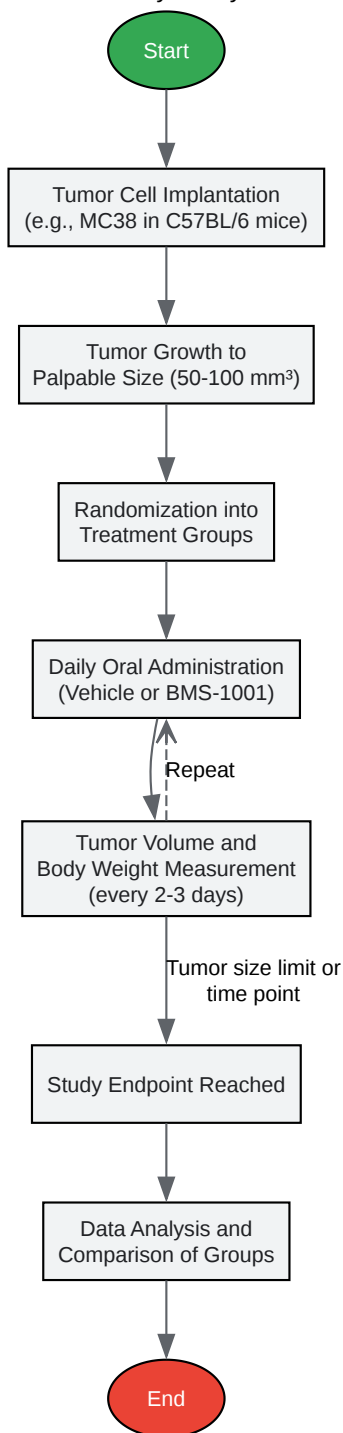 Start
Tumor Cell Implantation
(e.g., MC38 in C57BL/6 mice)
Tumor Growth to
Palpable Size (50-100 mm³)
Randomization into
Treatment Groups
Daily Oral Administration
(Vehicle or BMS-1001)
Repeat
Tumor Volume and
Body Weight Measurement
(every 2-3 days)
Tumor size limit or
time point
Study Endpoint Reached
Data Analysis and
Comparison of Groups
End